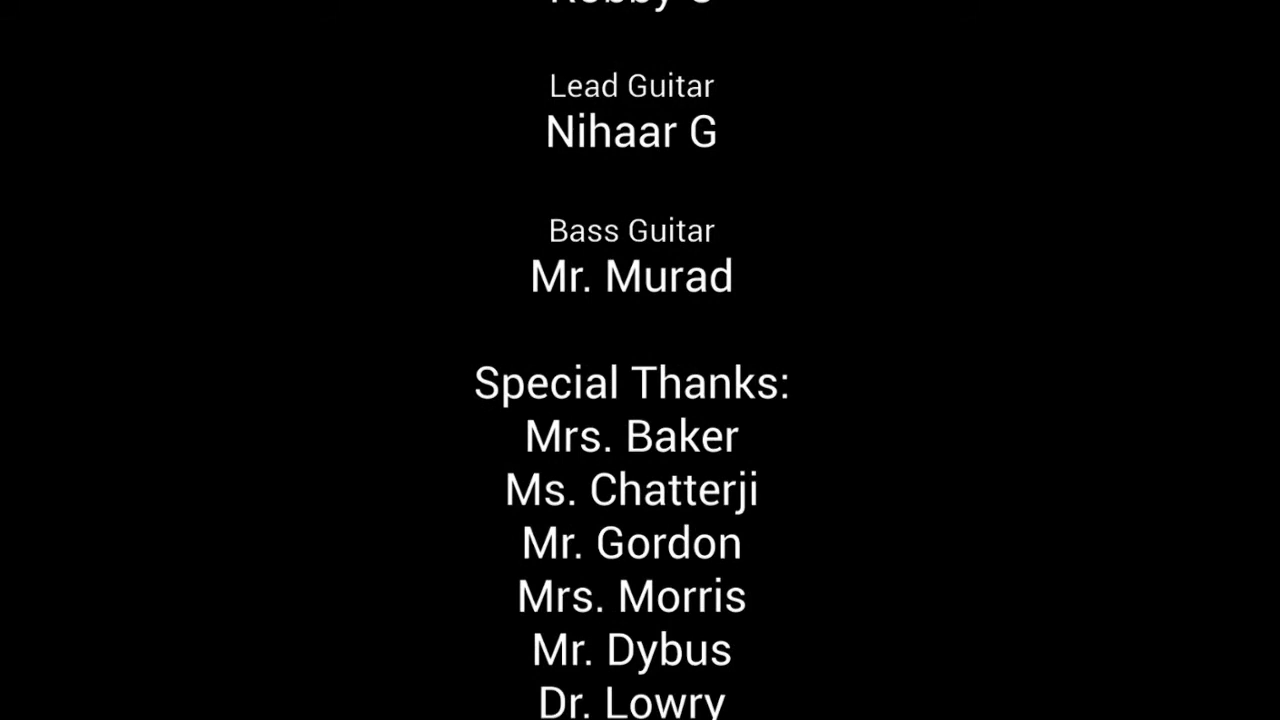 Lead Guitar
Nihaar G
Bass Guitar
Mr. Murad
Special Thanks:
Mrs. Baker
Ms. Chatterji
Mr. Gordon
Mrs. Morris
Mr. Dybus
Dr. Lowry